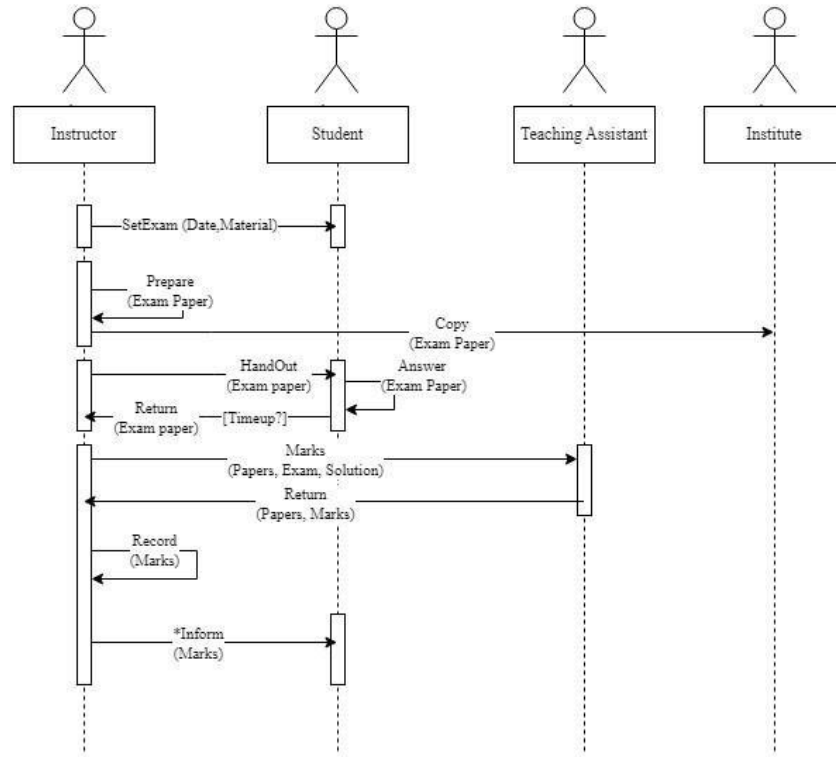 Instructor
Student
Teaching Assistant
Institute
SetExam (Date,Material)
Prepare
(Exam Paper)
Copy
(Exam Paper)
HandOut
(Exam paper)
Answer
(Exam Paper)
Return
(Exam paper)
[Timeup?]
Marks
(Papers, Exam, Solution)
Return
(Papers, Marks)
Record
(Marks)
*Inform
(Marks)